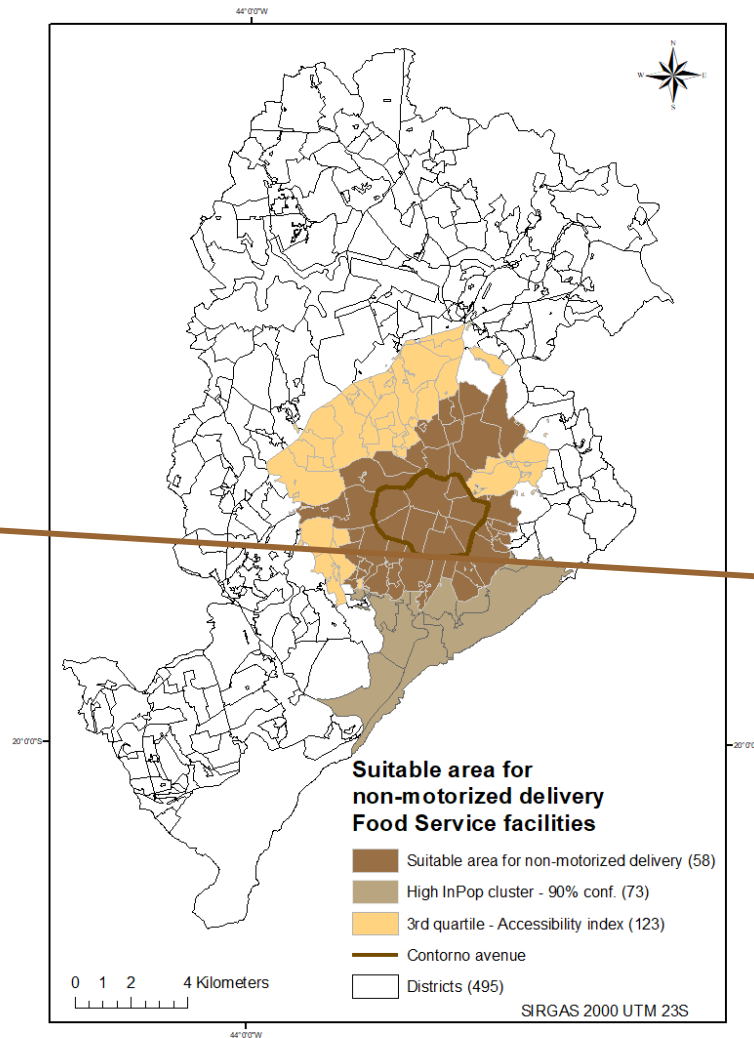 44°0'0"W
N
W
E
S
20°0'0"S
20°0'0
Suitable area for
non-motorized delivery
Food Service facilities
Suitable area for non-motorized delivery (58)
High InPop cluster - 90% conf. (73)
3rd quartile - Accessibility index (123)
Contorno avenue
Districts (495)
0 1 2 4 Kilometers
SIRGAS 2000 UTM 23S
44°0'0"W